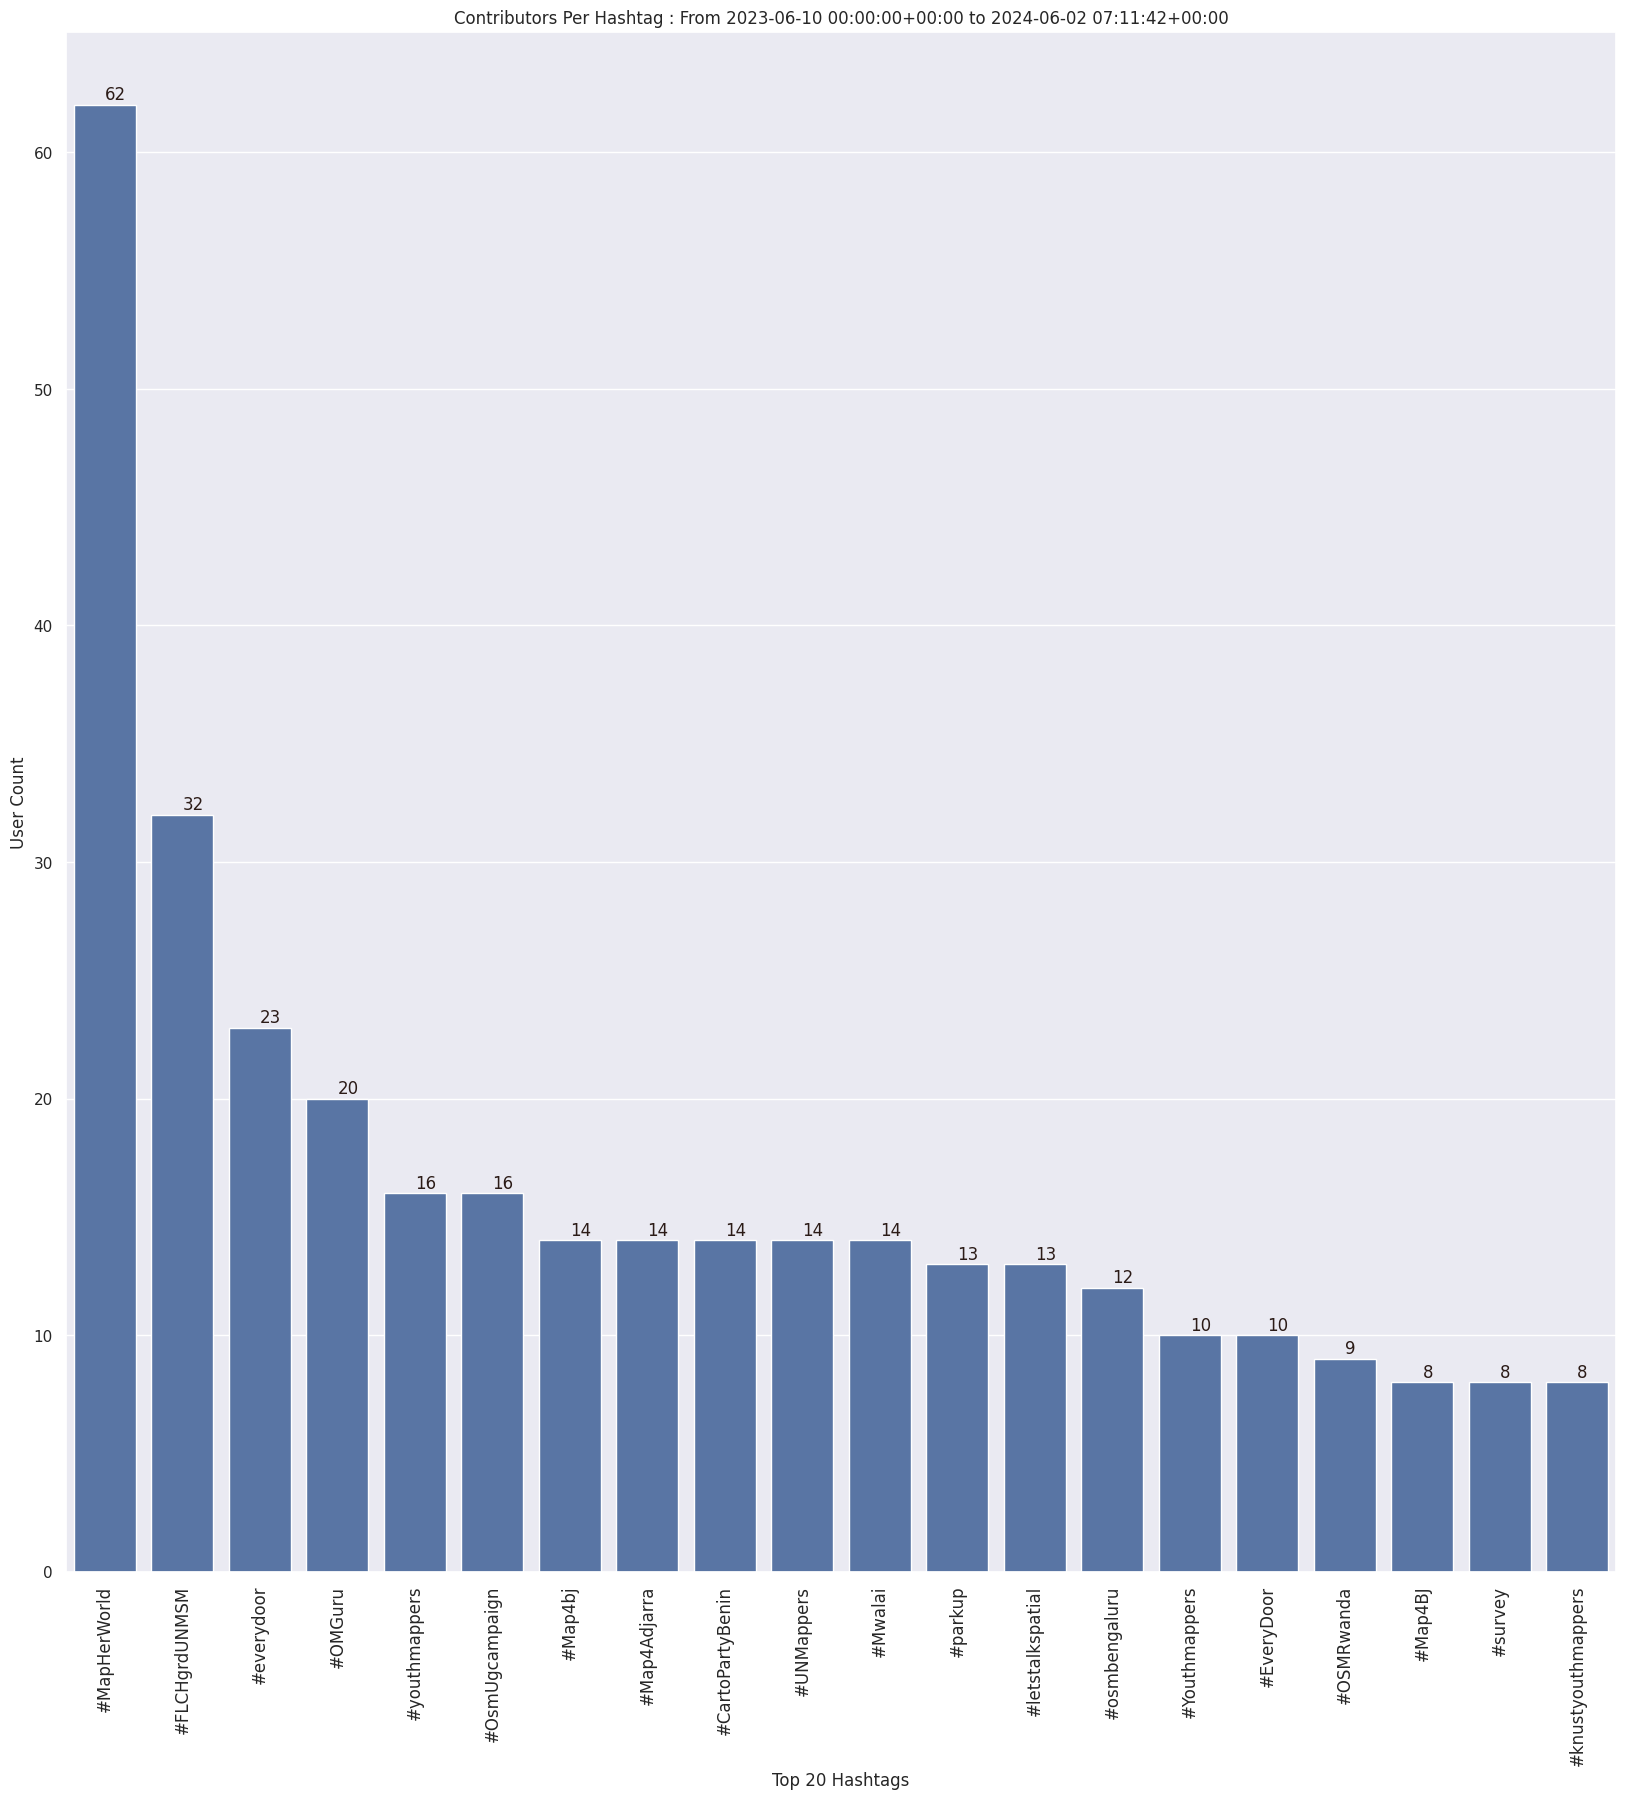 Contributors Per Hashtag : From 2023-06-10 00:00:00+00:00 to 2024-06-02 07:11:42+00:00
62
60
50
40
User Count
32
30
23
20
20
16
16
14
14
14
14
14
13
13
12
10
10
10
9
8
8
8
0
#MapHerWorld
#FLCHgrdUNMSM
#everydoor
#OMGuru
#youthmappers
#OsmUgcampaign
#Map4bj
#Map4Adjarra
#CartoPartyBenin
#UNMappers
#Mwalai
#parkup
#letstalkspatial
#osmbengaluru
#Youthmappers
#EveryDoor
#OSMRwanda
#Map4BJ
#survey
#knustyouthmappers
Top 20 Hashtags